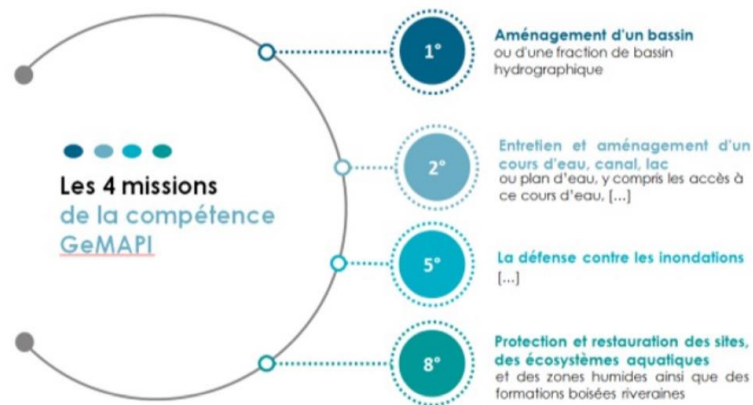 Les 4 missions
de la compétence
GeMAPI
1°
Aménagement d'un bassin
ou d'une fraction de bassin
hydrographique
2°
Entretien et aménagement d'un
cours d'eau, canal, lac
ou plan d'eau, y compris les accès à
ce cours d'eau, [...]
5°
La défense contre les inondations
[...]
8°
Protection et restauration des sites,
des écosystèmes aquatiques
et des zones humides ainsi que des
formations boisées riveraines